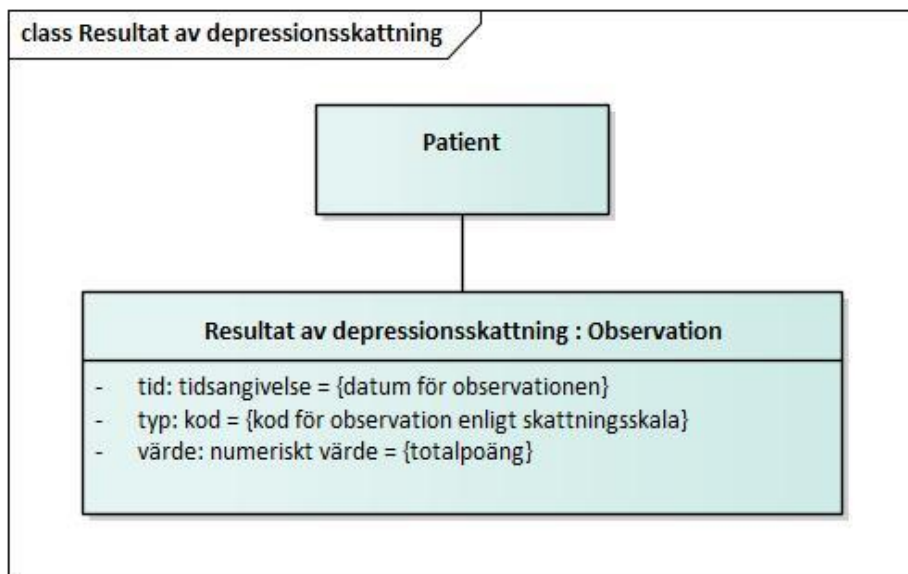 class Resultat av depressionsskattning
Patient
Resultat av depressionsskattning : Observation
- tid: tidsangivelse = {datum för observationen}
- typ: kod = {kod för observation enligt skattningsskala}
- värde: numeriskt värde = {totalpoäng}